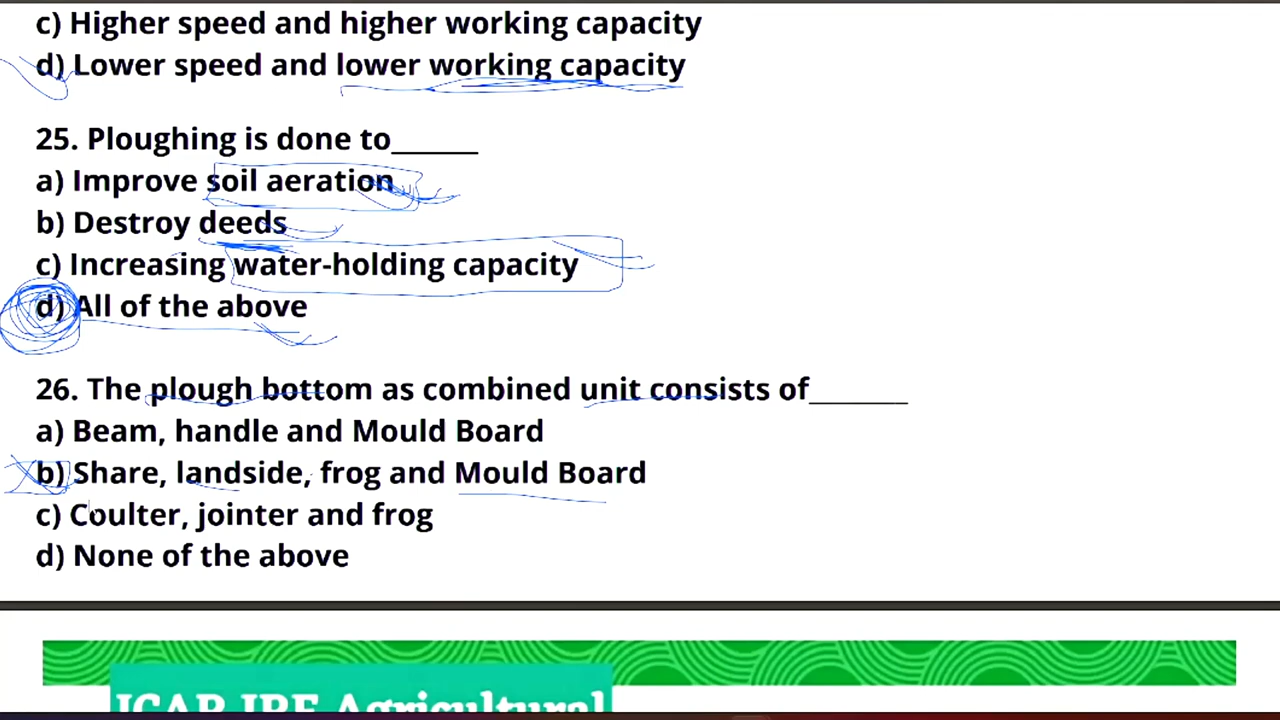 c) Higher speed and higher working capacity
d) Lower speed and lower working capacity
25. Ploughing is done to______
a) Improve soil aeration
b) Destroy deeds
c) Increasing water-holding capacity
d) All of the above
26. The plough bottom as combined unit consists of_______
a) Beam, handle and Mould Board
b) Share, landside, frog and Mould Board
c) Coulter, jointer and frog
d) None of the above
ICAR JRF Agricultural